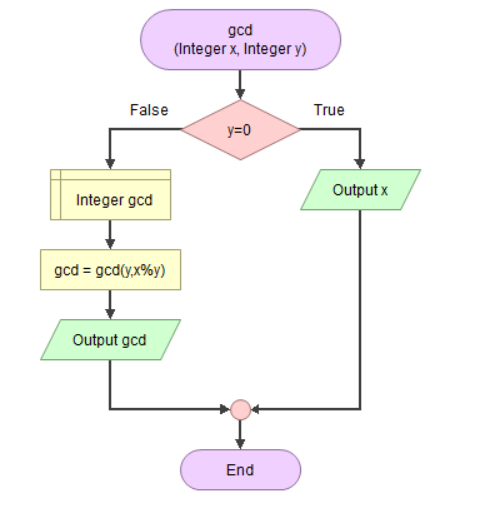 gcd
(Integer x, Integer y)
False
True
y=0
Integer gcd
Output x
gcd = gcd(y,x%y)
Output gcd
End